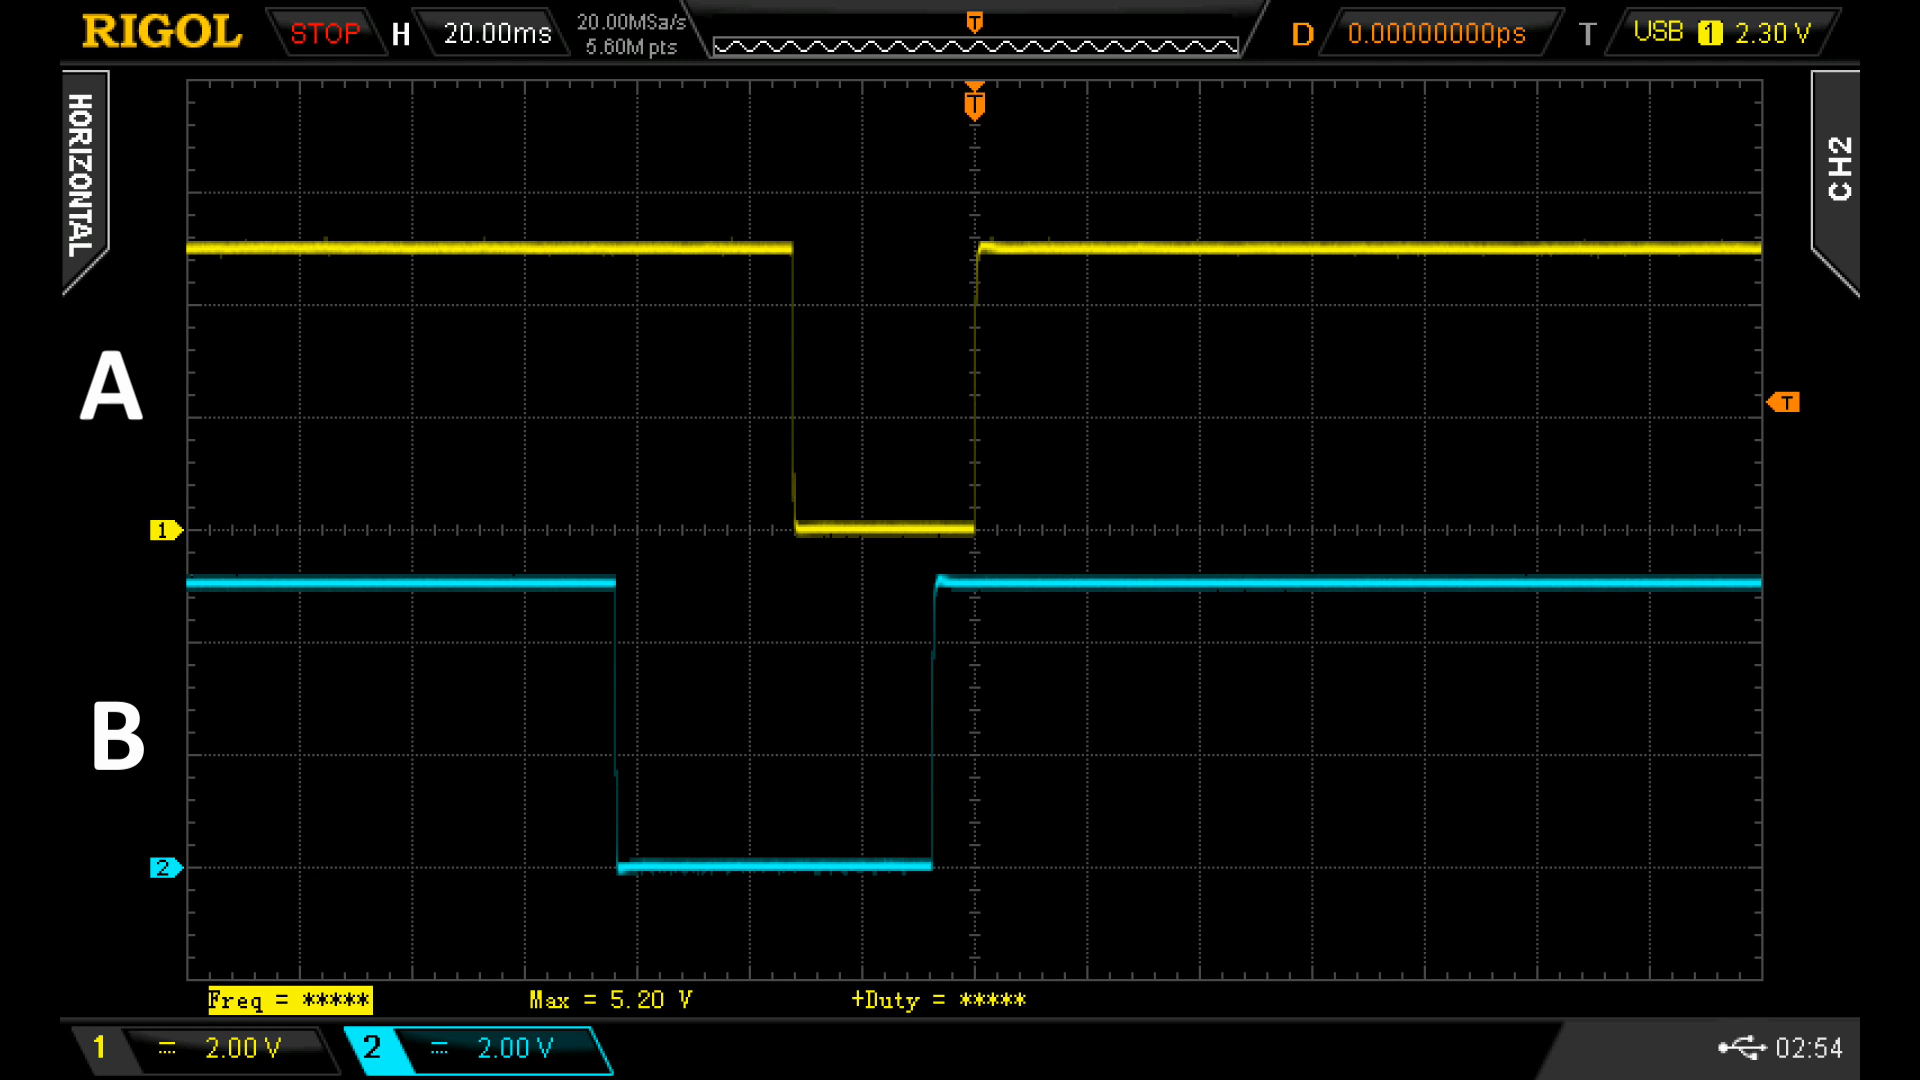 RIGOL STOP H 20.00ms 20.00MSa/s 5.60M pts T D 0.00000000ps T USB 1 2.30 V
HORIZONTAL
T
CH2
A
T
1
B
2
Freq = ***** Max = 5.20 V +Duty = *****
1 2.00 V 2 2.00 V 02:54